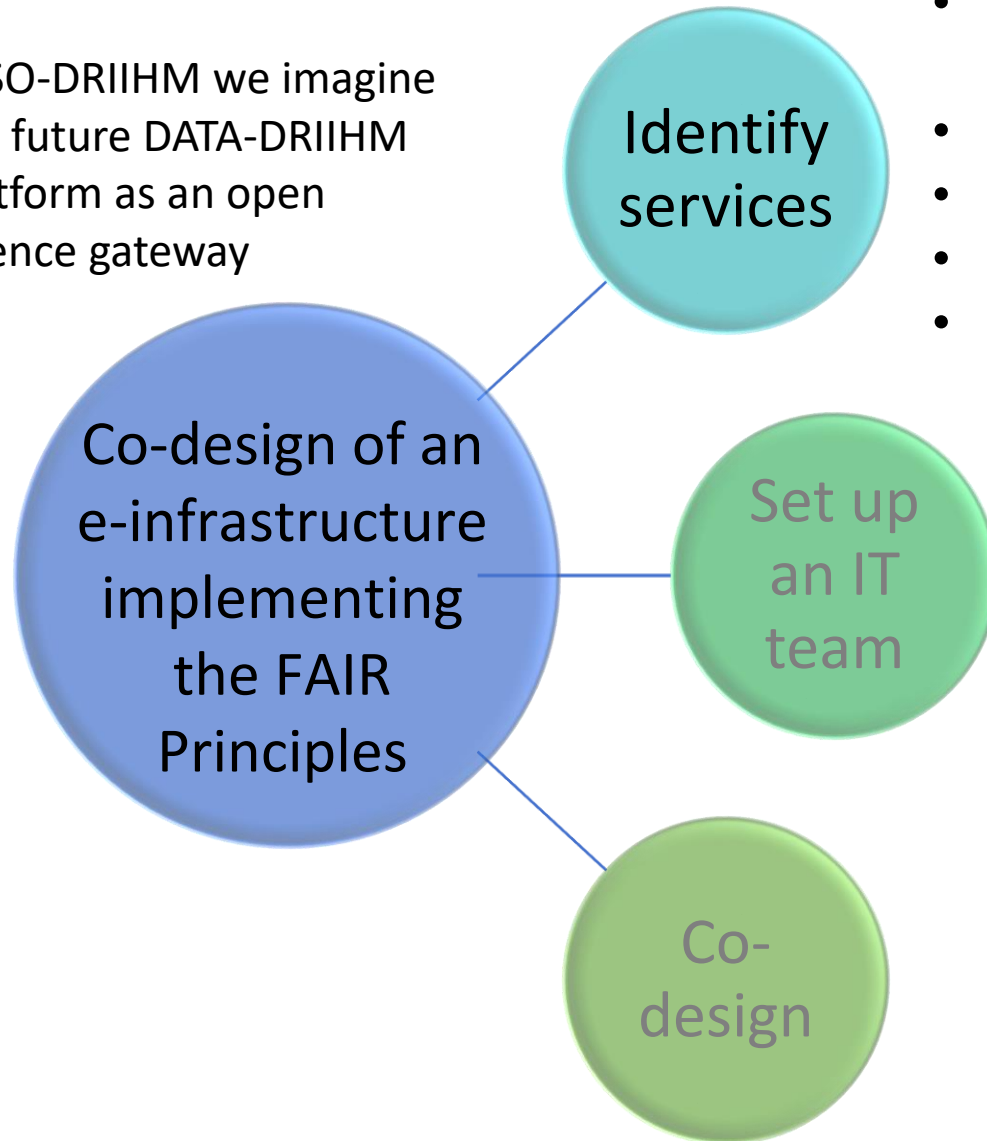 SO-DRIIHM we imagine
future DATA-DRIIHM
tform as an open
ence gateway
Identify
services
Co-design of an
e-infrastructure
implementing
the FAIR
Principles
Set up
an IT
team
Co-
design